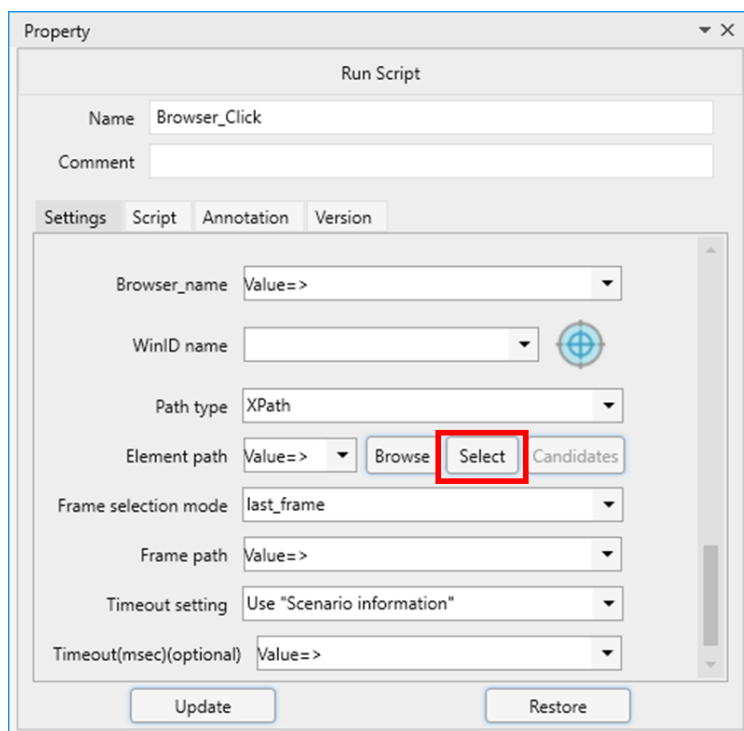 Property
Run Script
Name Browser_Click
Comment
Settings Script Annotation Version
Browser_name Value=>
WinID name
Path type XPath
Element path Value=> Browse Select Candidates
Frame selection mode last_frame
Frame path Value=>
Timeout setting Use "Scenario information"
Timeout(msec)(optional) Value=>
Update Restore